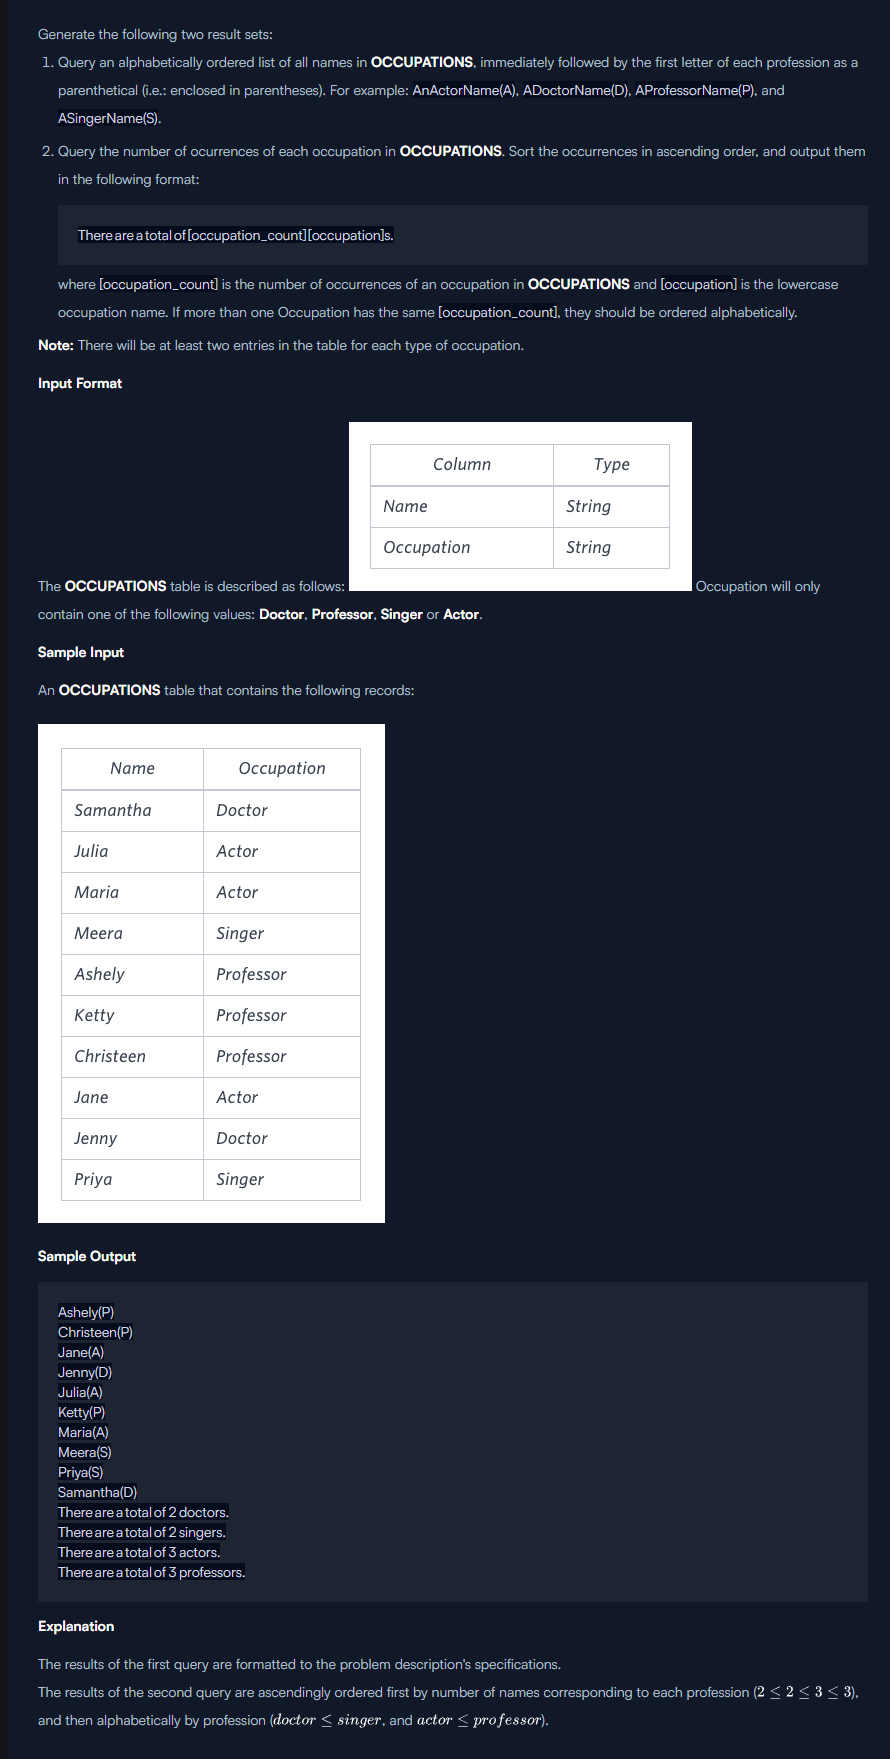 Generate the following two result sets:
1. Query an alphabetically ordered list of all names in OCCUPATIONS, immediately followed by the first letter of each profession as a
parenthetical (i.e.: enclosed in parentheses). For example: AnActorName(A), ADoctorName(D), AProfessorName(P), and
ASingerName(S).
2. Query the number of ocurrences of each occupation in OCCUPATIONS. Sort the occurrences in ascending order, and output them
in the following format:
There are a total of [occupation_count] [occupation]s.
where [occupation_count] is the number of occurrences of an occupation in OCCUPATIONS and [occupation] is the lowercase
occupation name. If more than one Occupation has the same [occupation_count], they should be ordered alphabetically.
Note: There will be at least two entries in the table for each type of occupation.
Input Format
Column Type
Name String
Occupation String
The OCCUPATIONS table is described as follows: Occupation will only
contain one of the following values: Doctor, Professor, Singer or Actor.
Sample Input
An OCCUPATIONS table that contains the following records:
Name Occupation
Samantha Doctor
Julia Actor
Maria Actor
Meera Singer
Ashely Professor
Ketty Professor
Christeen Professor
Jane Actor
Jenny Doctor
Priya Singer
Sample Output
Ashely(P)
Christeen(P)
Jane(A)
Jenny(D)
Julia(A)
Ketty(P)
Maria(A)
Meera(S)
Priya(S)
Samantha(D)
There are a total of 2 doctors.
There are a total of 2 singers.
There are a total of 3 actors.
There are a total of 3 professors.
Explanation
The results of the first query are formatted to the problem description's specifications.
The results of the second query are ascendingly ordered first by number of names corresponding to each profession (2 ≤ 2 ≤ 3 ≤ 3),
and then alphabetically by profession (doctor ≤ singer, and actor ≤ professor).